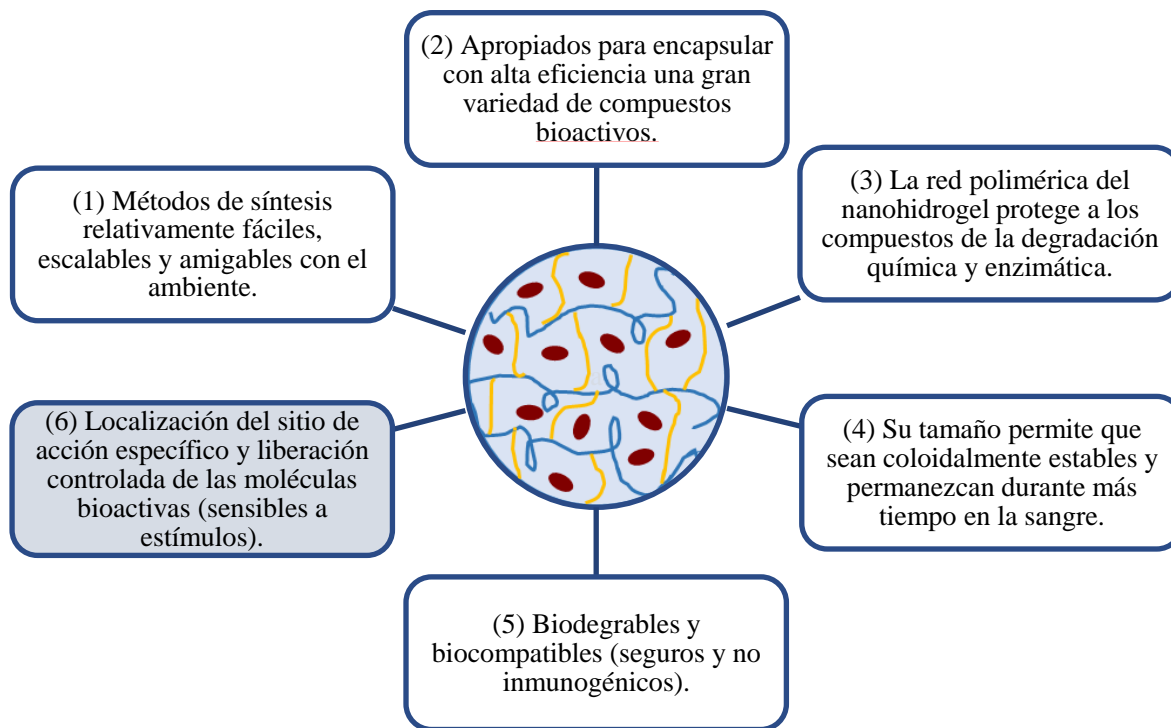 (1) Métodos de síntesis
relativamente fáciles,
escalables y amigables con el
ambiente.
(2) Apropiados para encapsular
con alta eficiencia una gran
variedad de compuestos
bioactivos.
(3) La red polimérica del
nanohidrogel protege a los
compuestos de la degradación
química y enzimática.
(4) Su tamaño permite que
sean coloidalmente estables y
permanezcan durante más
tiempo en la sangre.
(5) Biodegrables y
biocompatibles (seguros y no
inmunogénicos).
(6) Localización del sitio de
acción específico y liberación
controlada de las moléculas
bioactivas (sensibles a
estímulos).